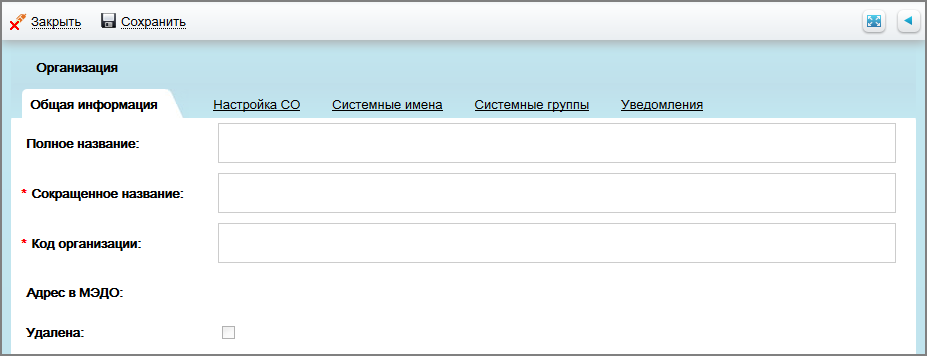 Закрыть Сохранить
Организация
Общая информация Настройка СО Системные имена Системные группы Уведомления
Полное название:
* Сокращенное название:
* Код организации:
Адрес в МЭДО:
Удалена: